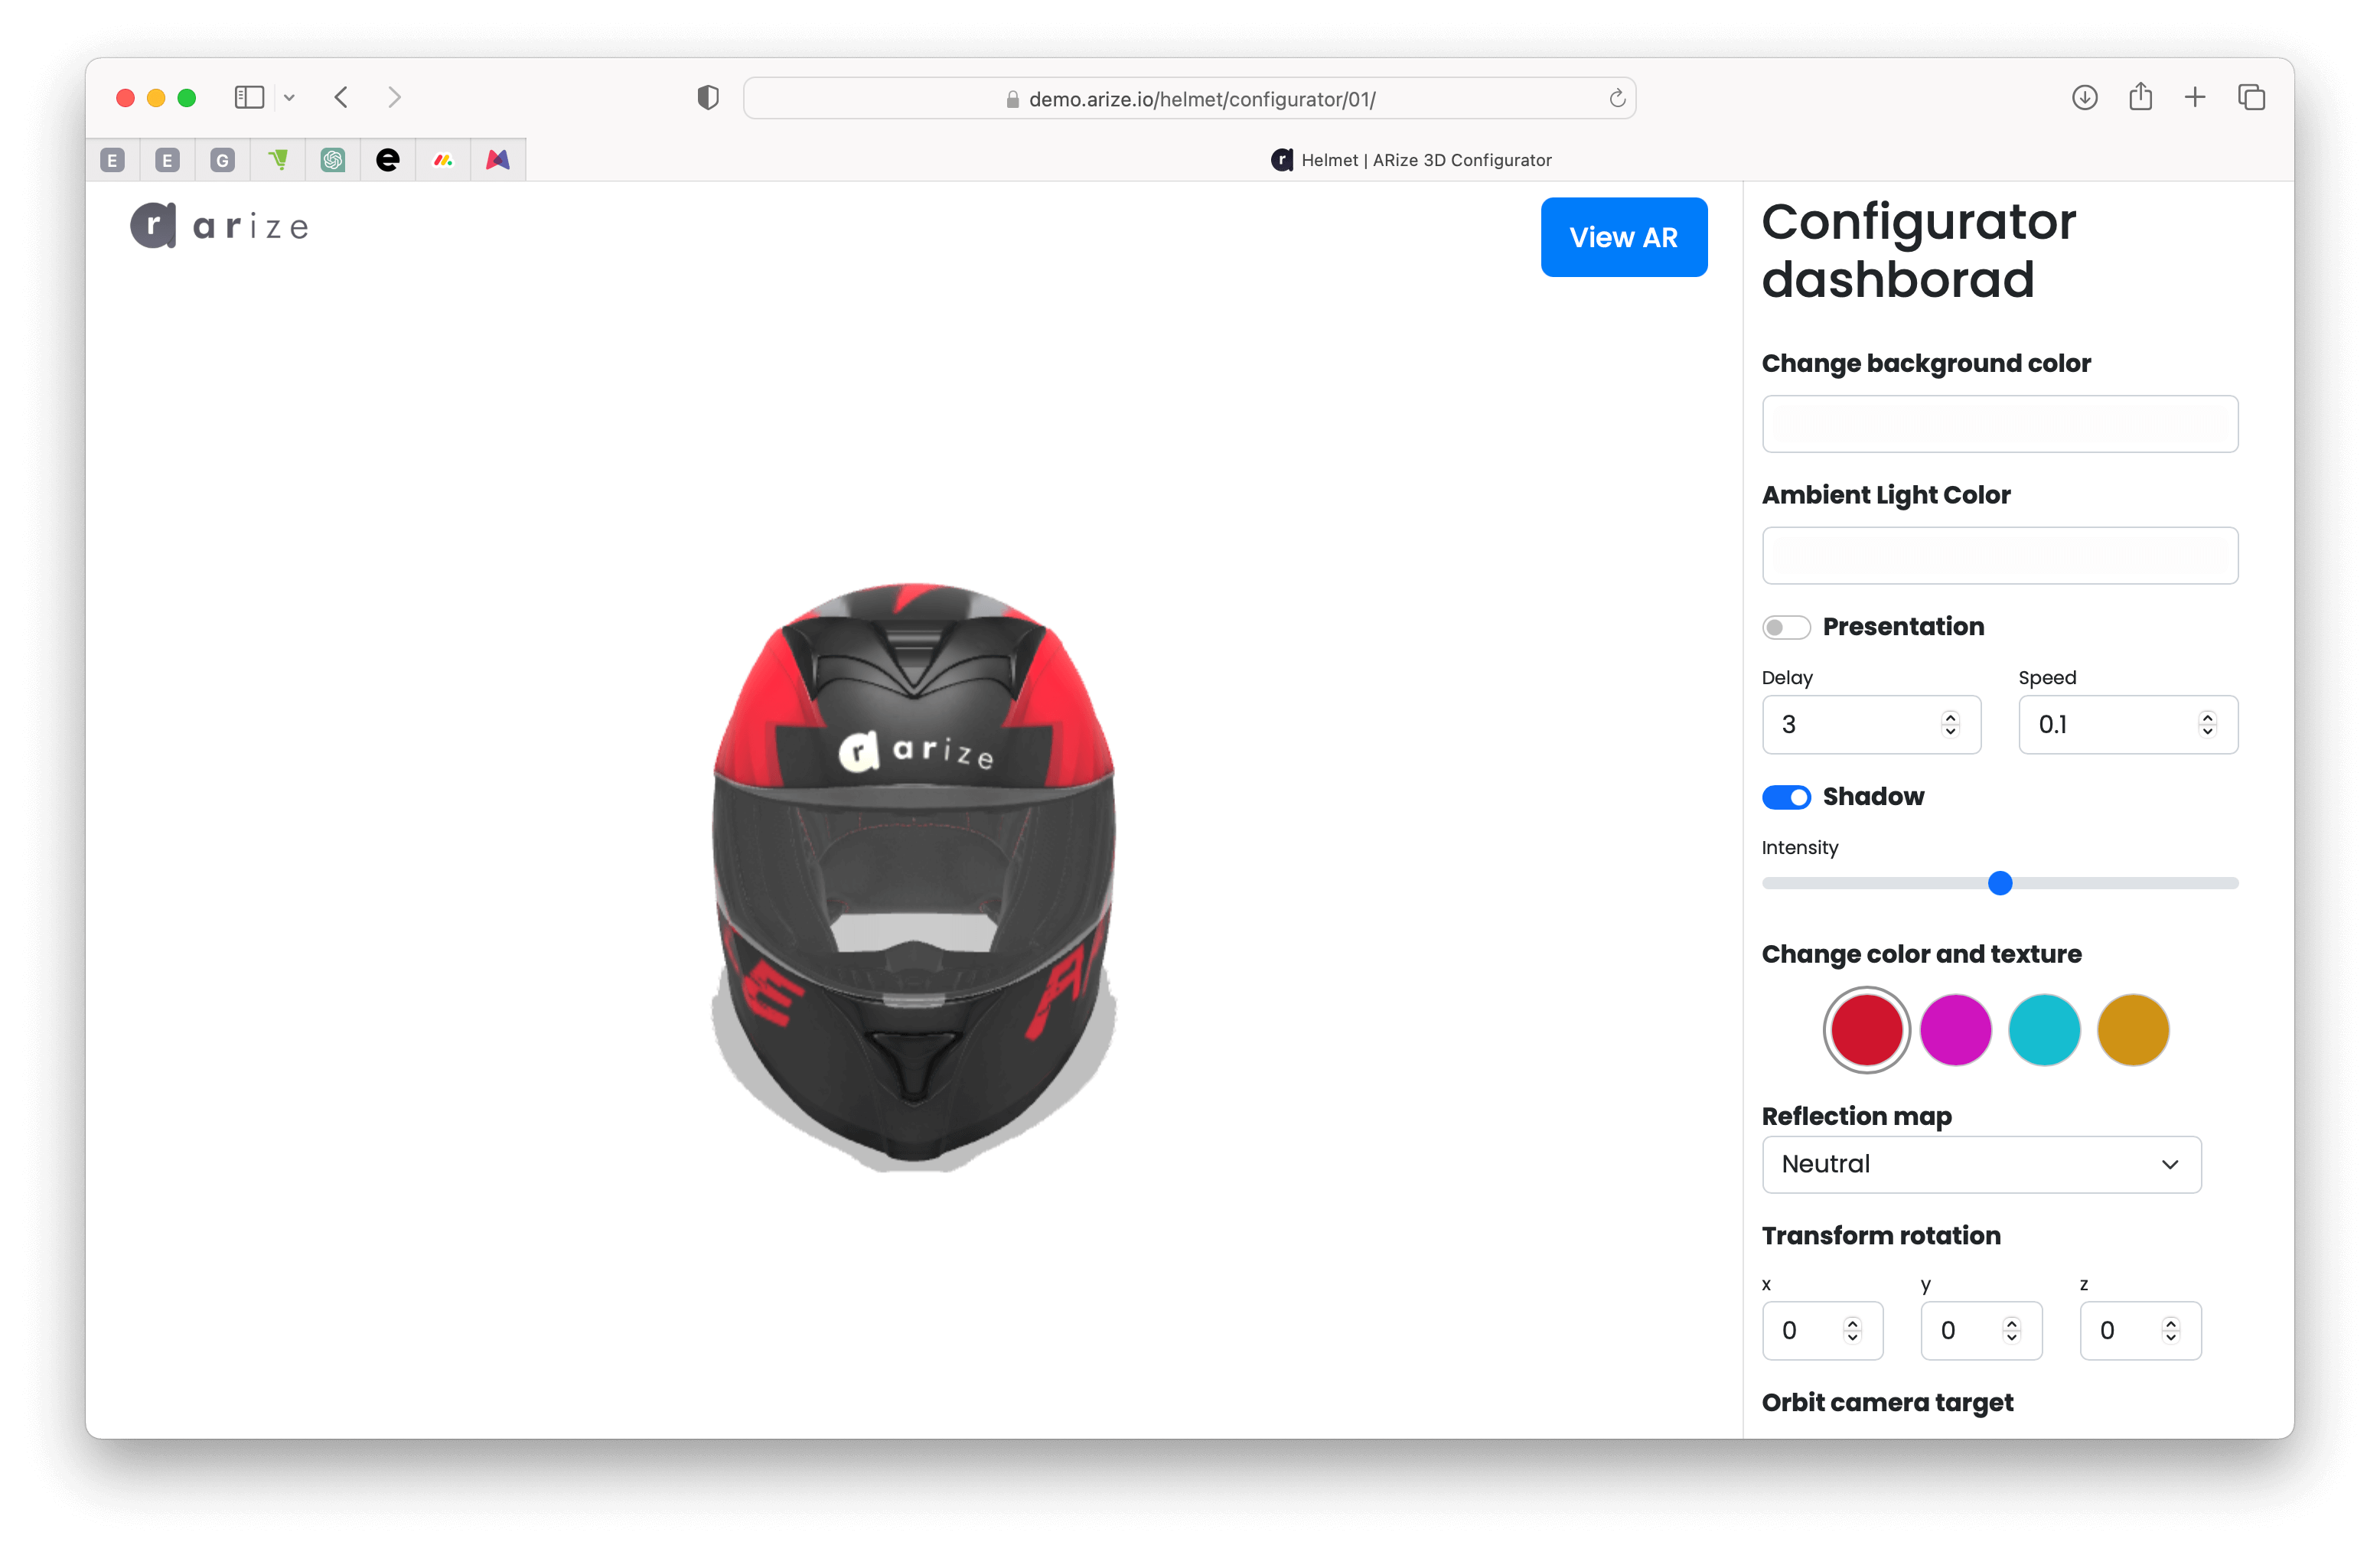 demo.arize.io/helmet/configurator/01/
E
E
G
e
r
Helmet | ARize 3D Configurator
r arize
View AR
Configurator
dashborad
Change background color
Ambient Light Color
Presentation
Delay
Speed
3
0.1
Shadow
Intensity
r arize
E
A
Change color and texture
Reflection map
Neutral
Transform rotation
x
y
z
0
0
0
Orbit camera target